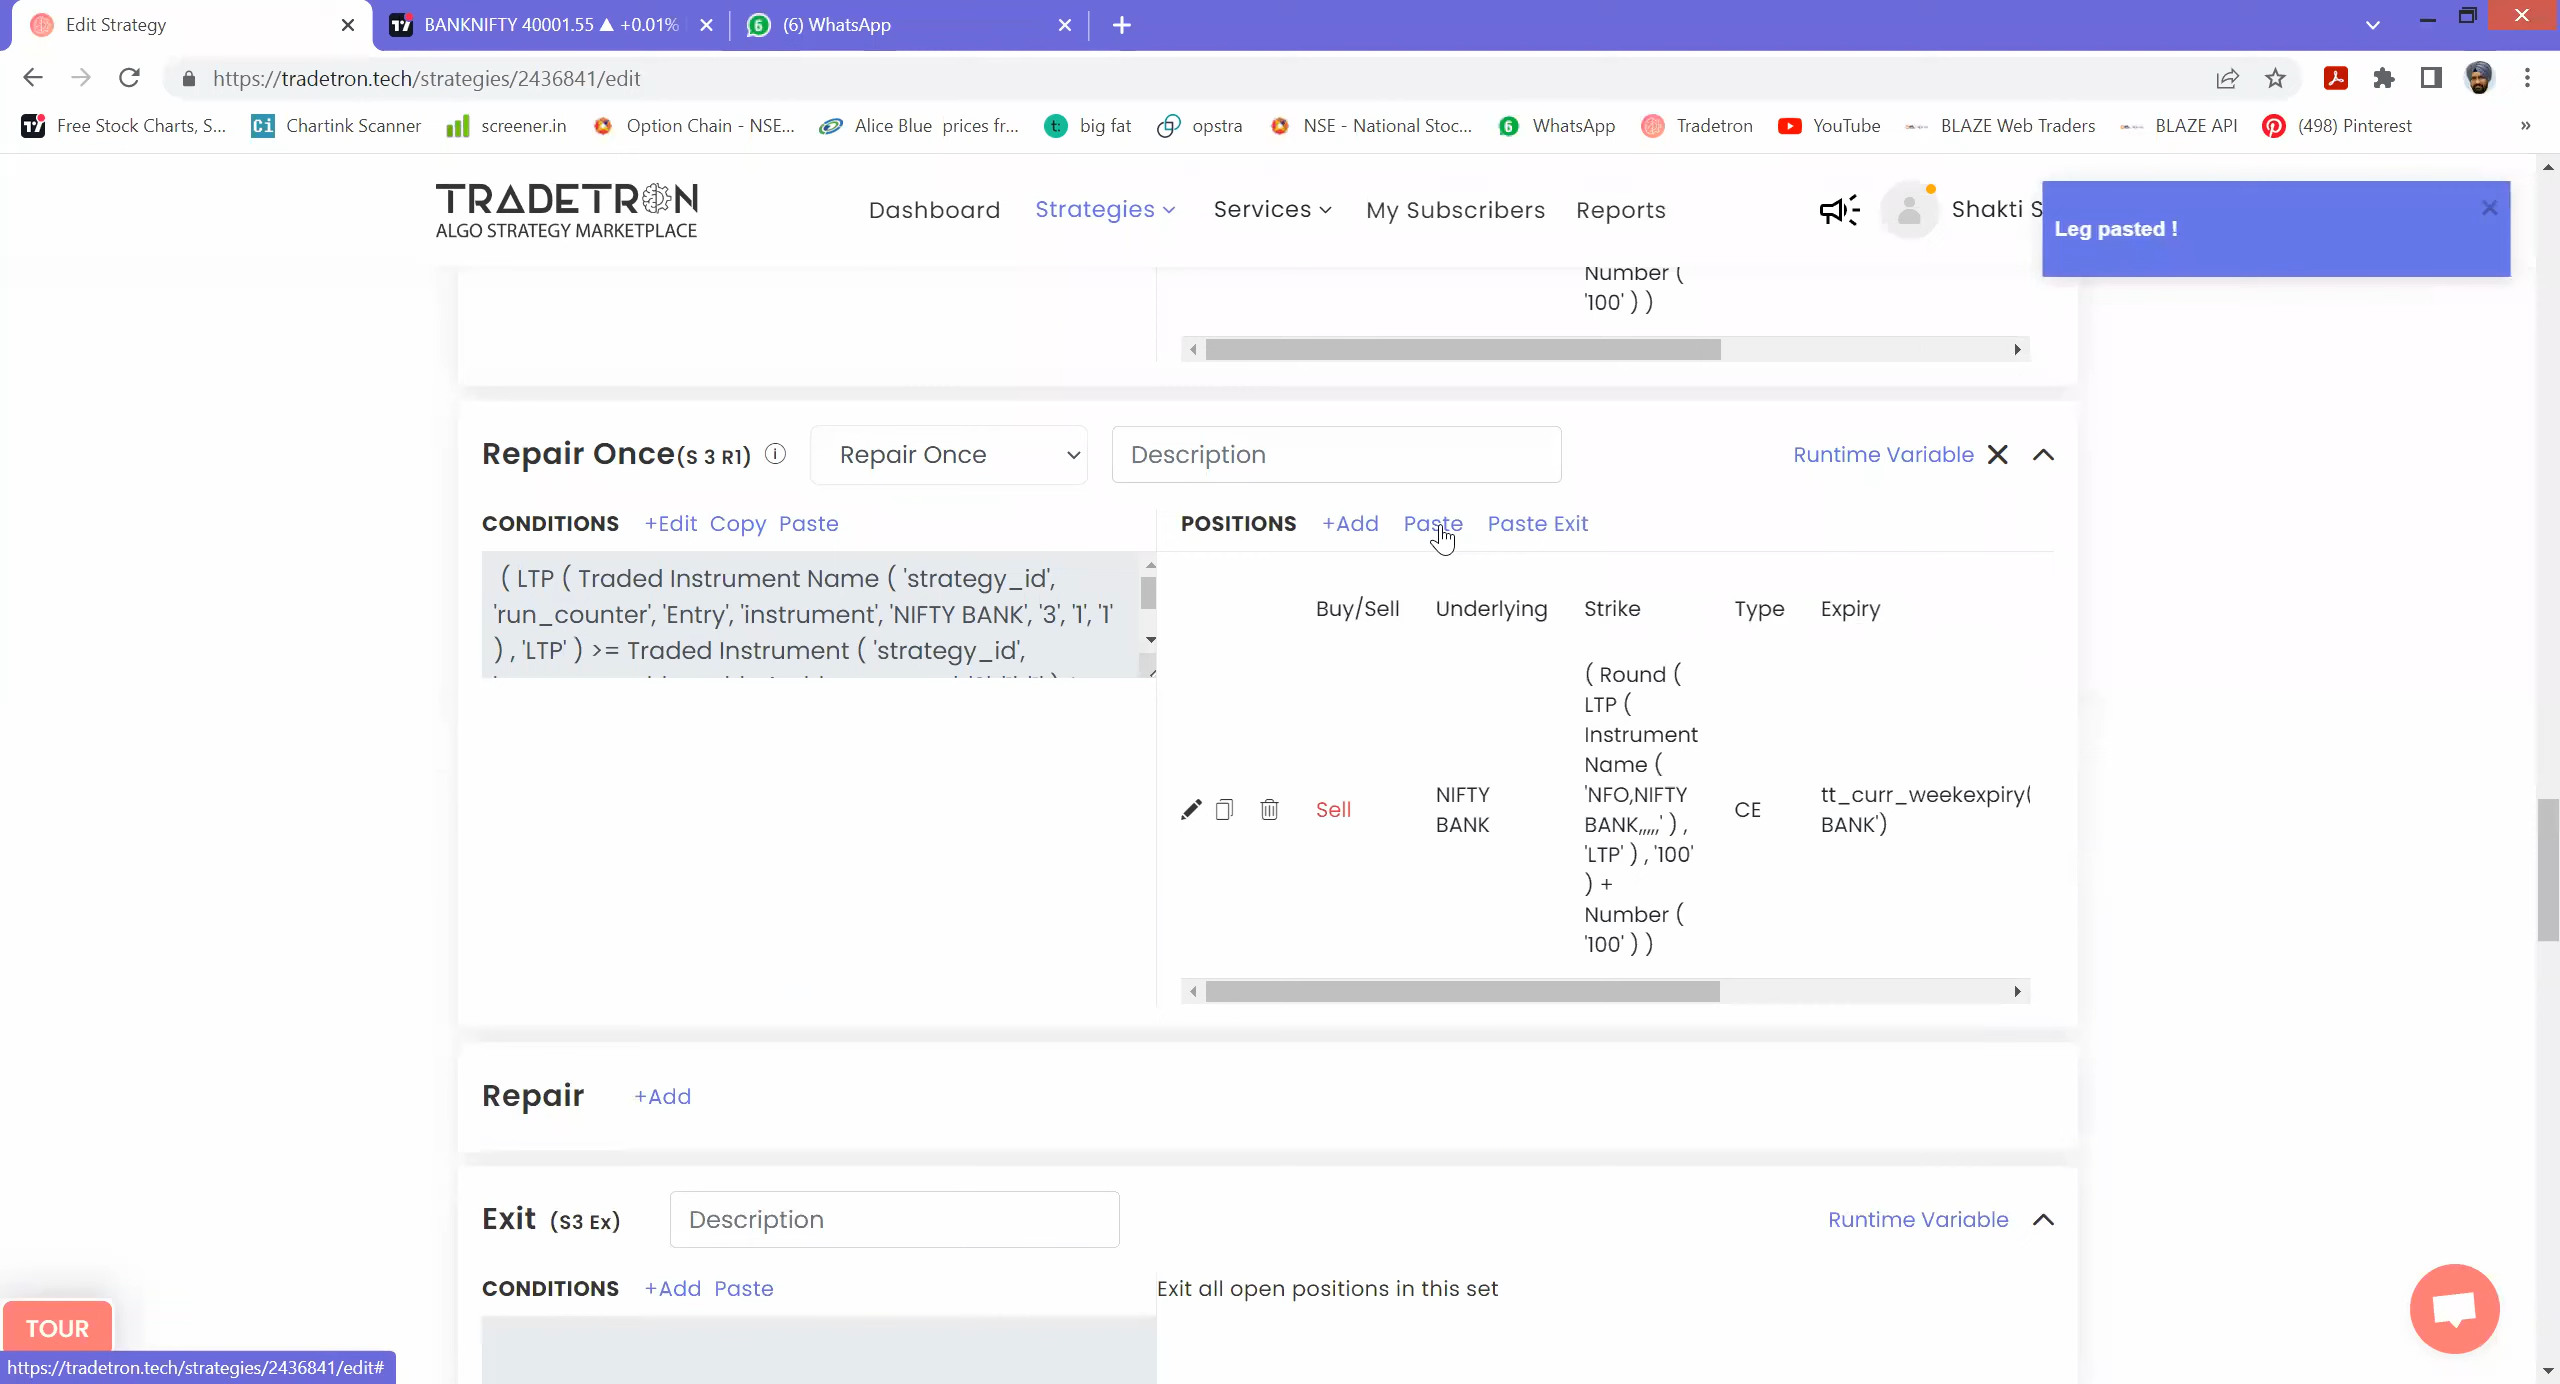 Edit Strategy
BANKNIFTY 40001.55 ▲ +0.01%
(6) WhatsApp
https://tradetron.tech/strategies/2436841/edit
Free Stock Charts, S...
Chartink Scanner
screener.in
Option Chain - NSE...
Alice Blue prices fr...
big fat
opstra
NSE - National Stoc...
WhatsApp
Tradetron
YouTube
BLAZE Web Traders
BLAZE API
(498) Pinterest
»
TRADETRON
ALGO STRATEGY MARKETPLACE
Dashboard
Strategies
Services
My Subscribers
Reports
Shakti S
Leg pasted !
Number (
'100' ) )
Repair Once(S 3 R1)
Repair Once
Description
Runtime Variable
CONDITIONS +Edit Copy Paste
POSITIONS +Add Paste Paste Exit
( LTP ( Traded Instrument Name ( 'strategy_id',
'run_counter', 'Entry', 'instrument', 'NIFTY BANK', '3', '1', '1'
) , 'LTP' ) >= Traded Instrument ( 'strategy_id',
Buy/Sell Underlying Strike Type Expiry
( Round (
LTP (
Instrument
Name (
'NFO,NIFTY
BANK,,,,,' ) ,
'LTP' ) , '100'
) +
Number (
'100' ) )
Sell
NIFTY
BANK
CE
tt_curr_weekexpiry(
BANK')
Repair +Add
Exit (S3 Ex)
Description
Runtime Variable
CONDITIONS +Add Paste
Exit all open positions in this set
TOUR
https://tradetron.tech/strategies/2436841/edit#